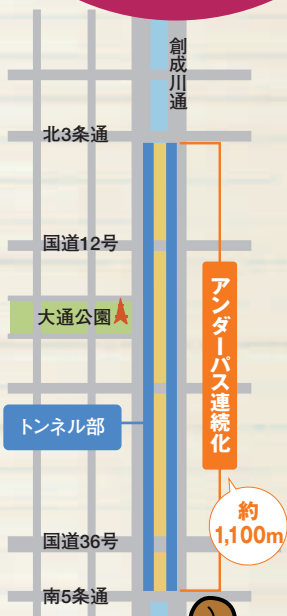 創成川通
北3条通
国道12号
大通公園
アンダーパス連続化
トンネル部
約
1,100m
国道36号
南5条通